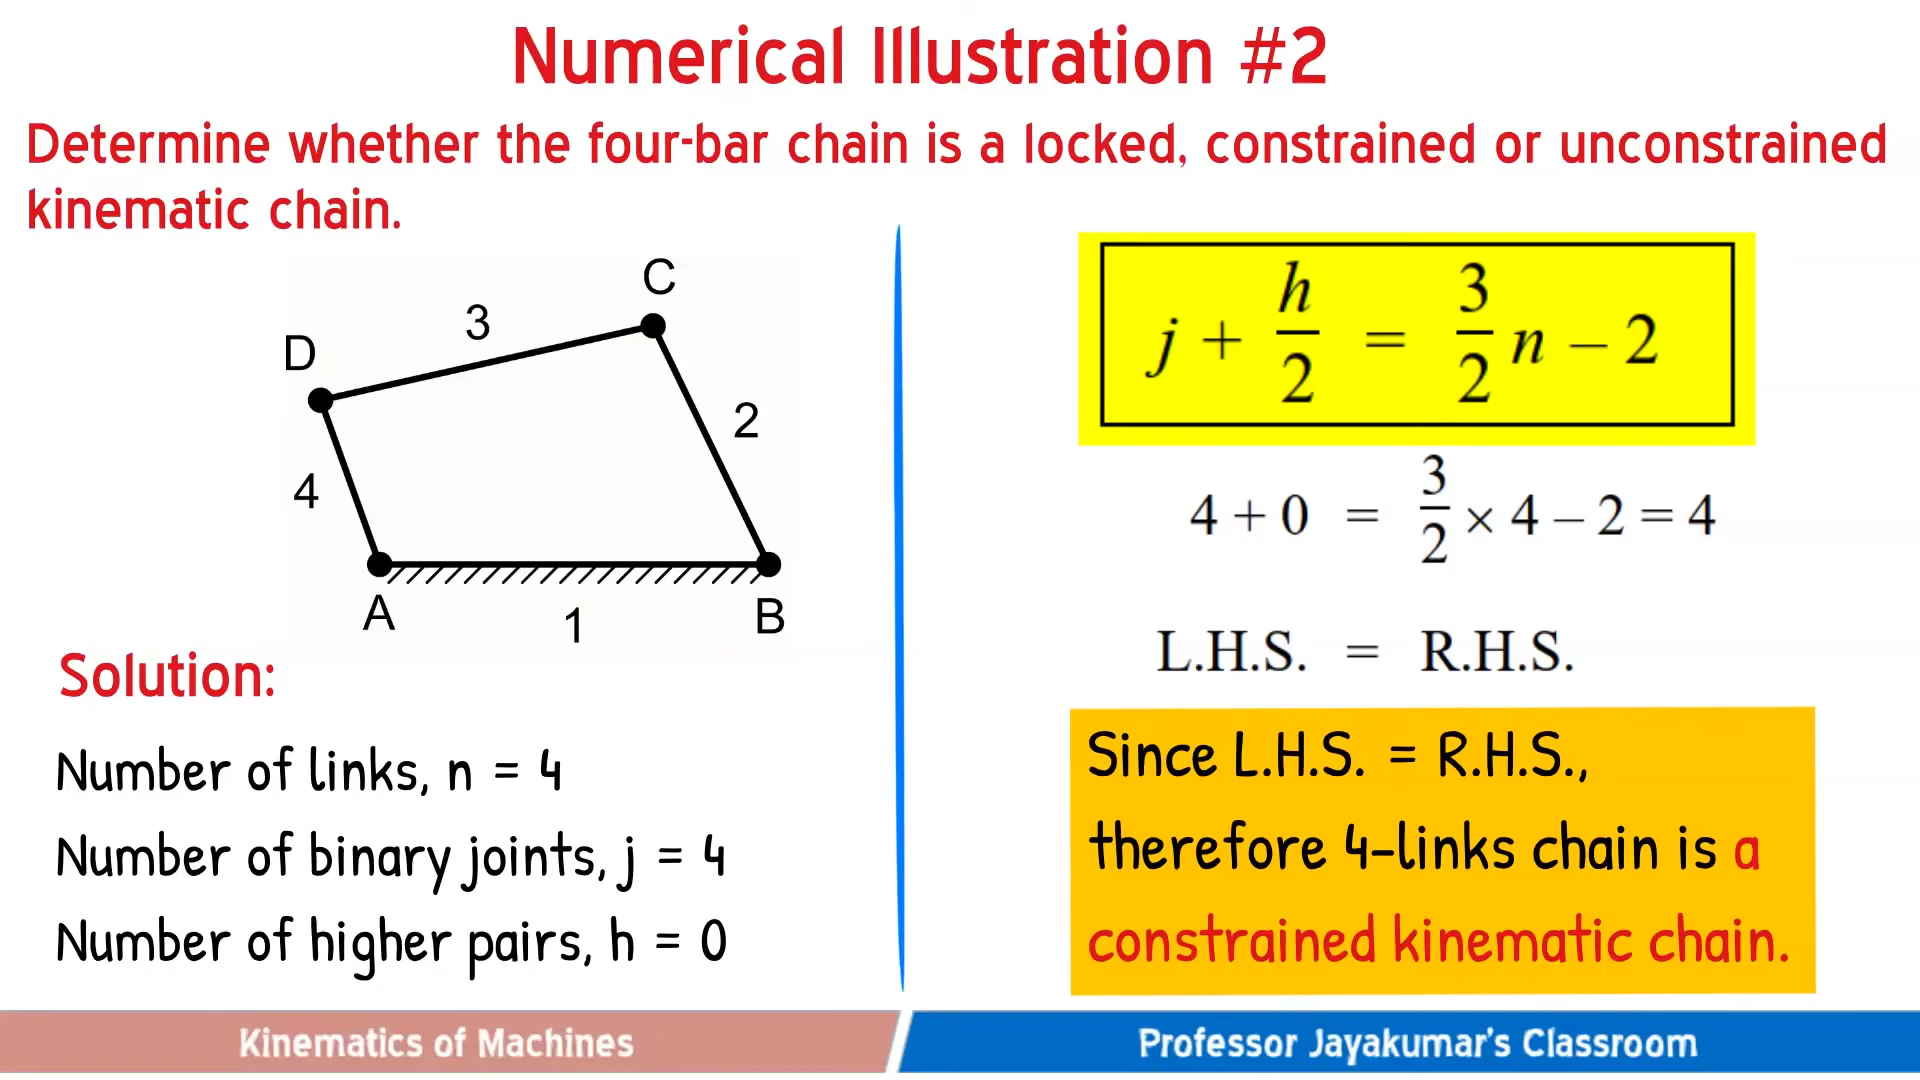 Numerical Illustration #2
Determine whether the four-bar chain is a locked, constrained or unconstrained
kinematic chain.
C
3
D
2
4
A
1
B
Solution:
Number of links, n = 4
Number of binary joints, j = 4
Number of higher pairs, h = 0
j + h/2 = 3/2 n − 2
4 + 0 = 3/2 × 4 − 2 = 4
L.H.S. = R.H.S.
Since L.H.S. = R.H.S.,
therefore 4-links chain is a
constrained kinematic chain.
Kinematics of Machines
Professor Jayakumar's Classroom